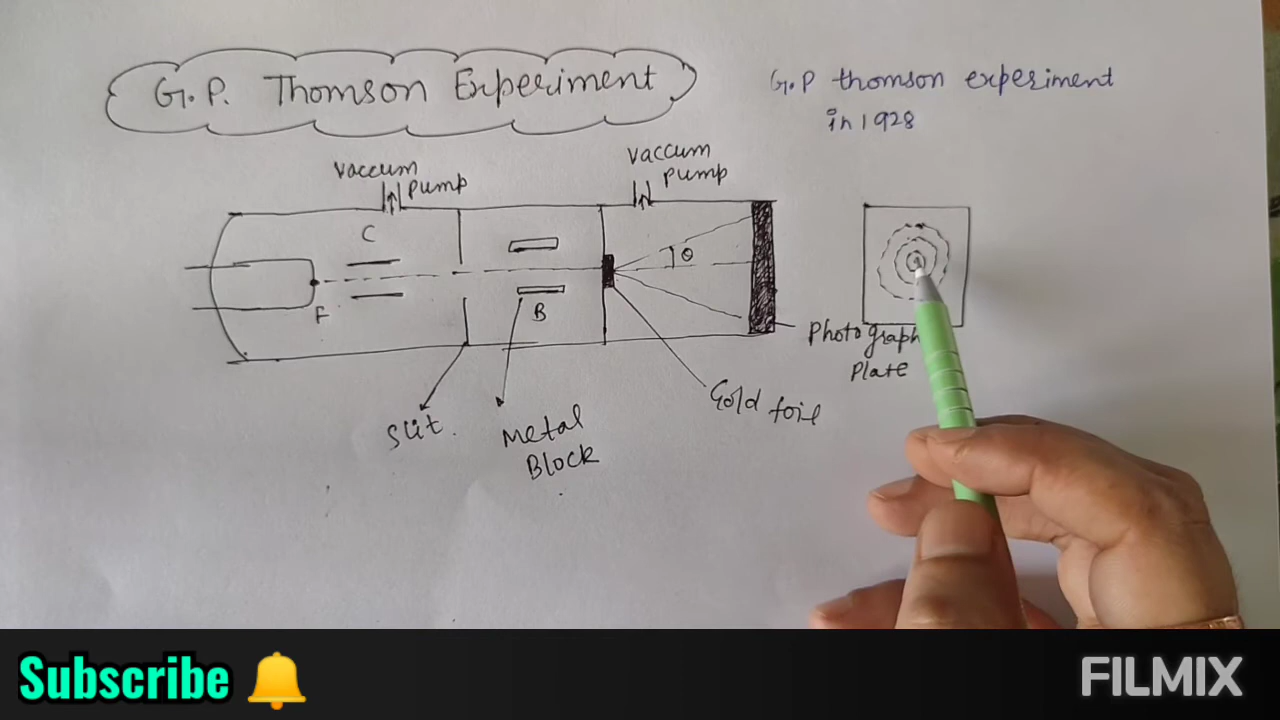 G.P. Thomson Experiment
G.P thomson experiment
in 1928
vaccum
pump
vaccum
pump
C
F
B
θ
Slit.
Metal
Block
Gold foil
Photograph
Plate
Subscribe
FILMIX